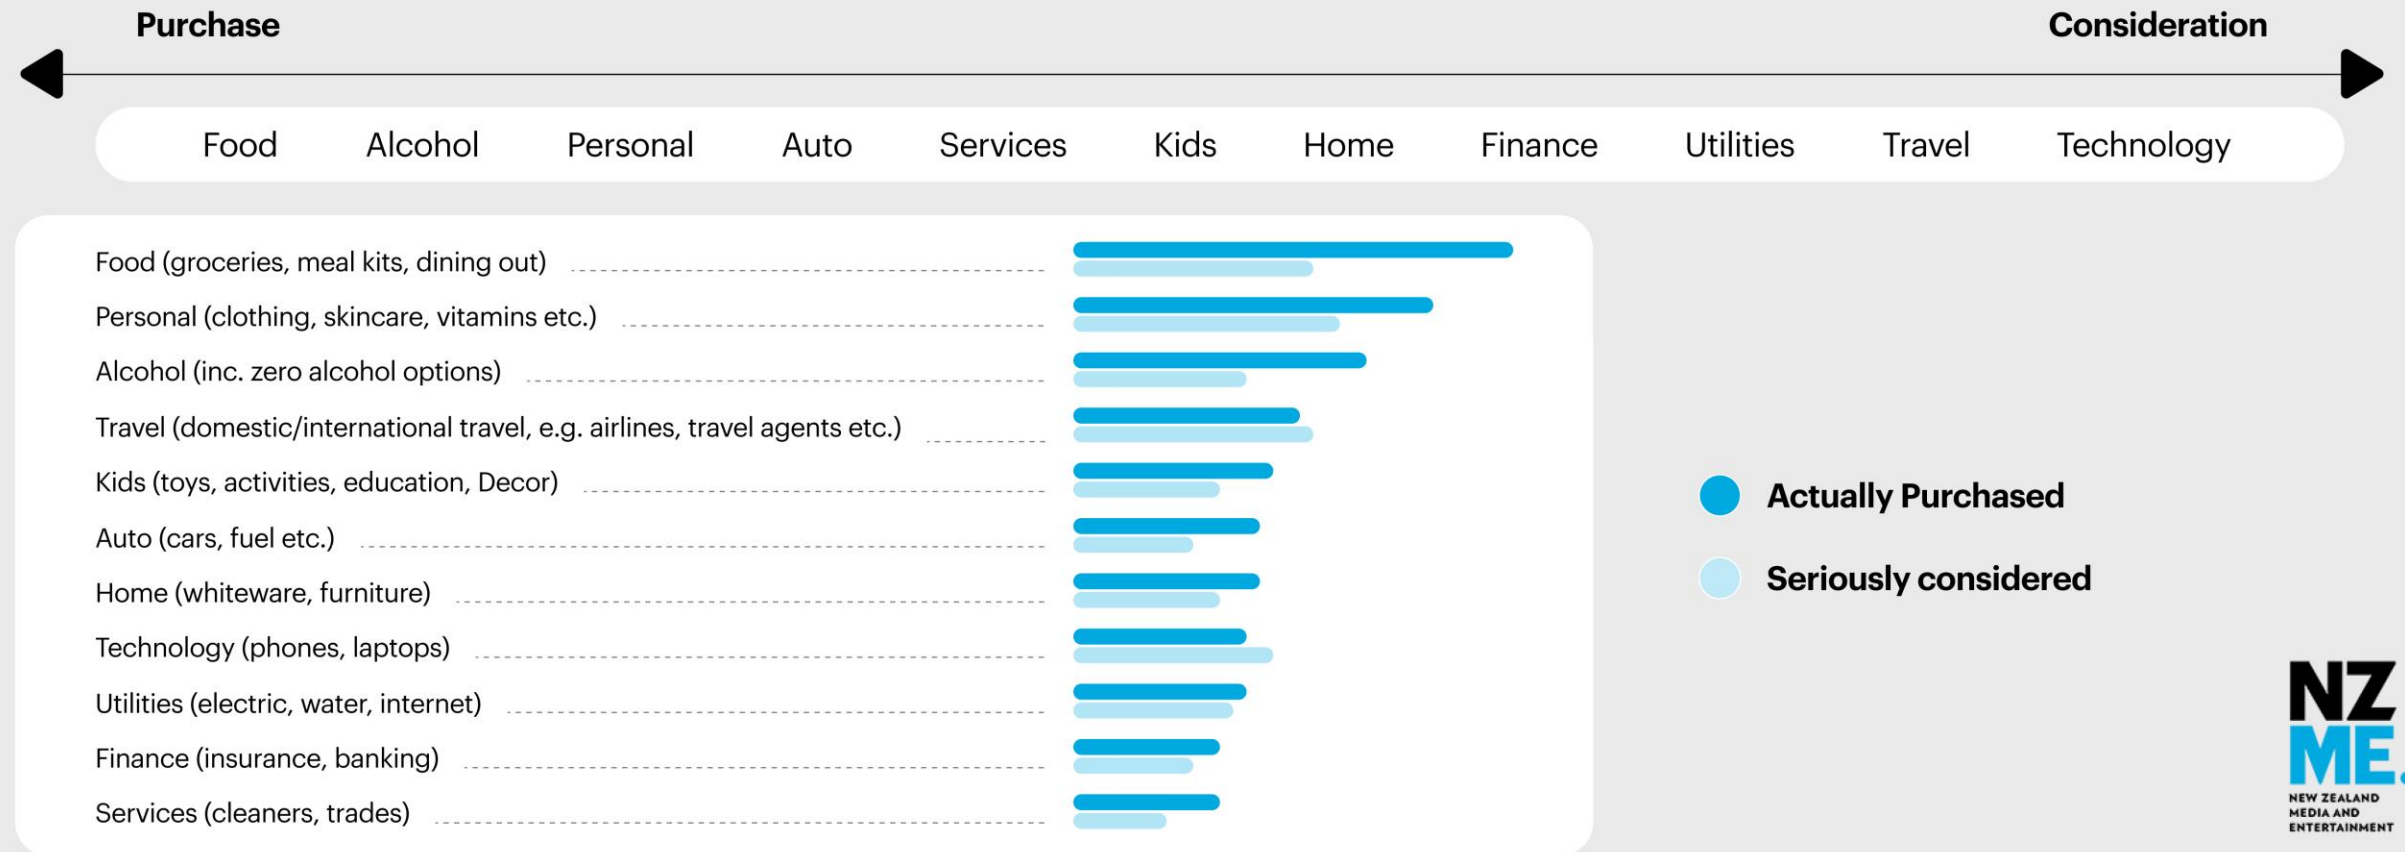 Purchase Consideration
Food Alcohol Personal Auto Services Kids Home Finance Utilities Travel Technology
Food (groceries, meal kits, dining out)
Personal (clothing, skincare, vitamins etc.)
Alcohol (inc. zero alcohol options)
Travel (domestic/international travel, e.g. airlines, travel agents etc.)
Kids (toys, activities, education, Decor)
Auto (cars, fuel etc.)
Home (whiteware, furniture)
Technology (phones, laptops)
Utilities (electric, water, internet)
Finance (insurance, banking)
Services (cleaners, trades)
Actually Purchased
Seriously considered
NZ
ME.
NEW ZEALAND
MEDIA AND
ENTERTAINMENT